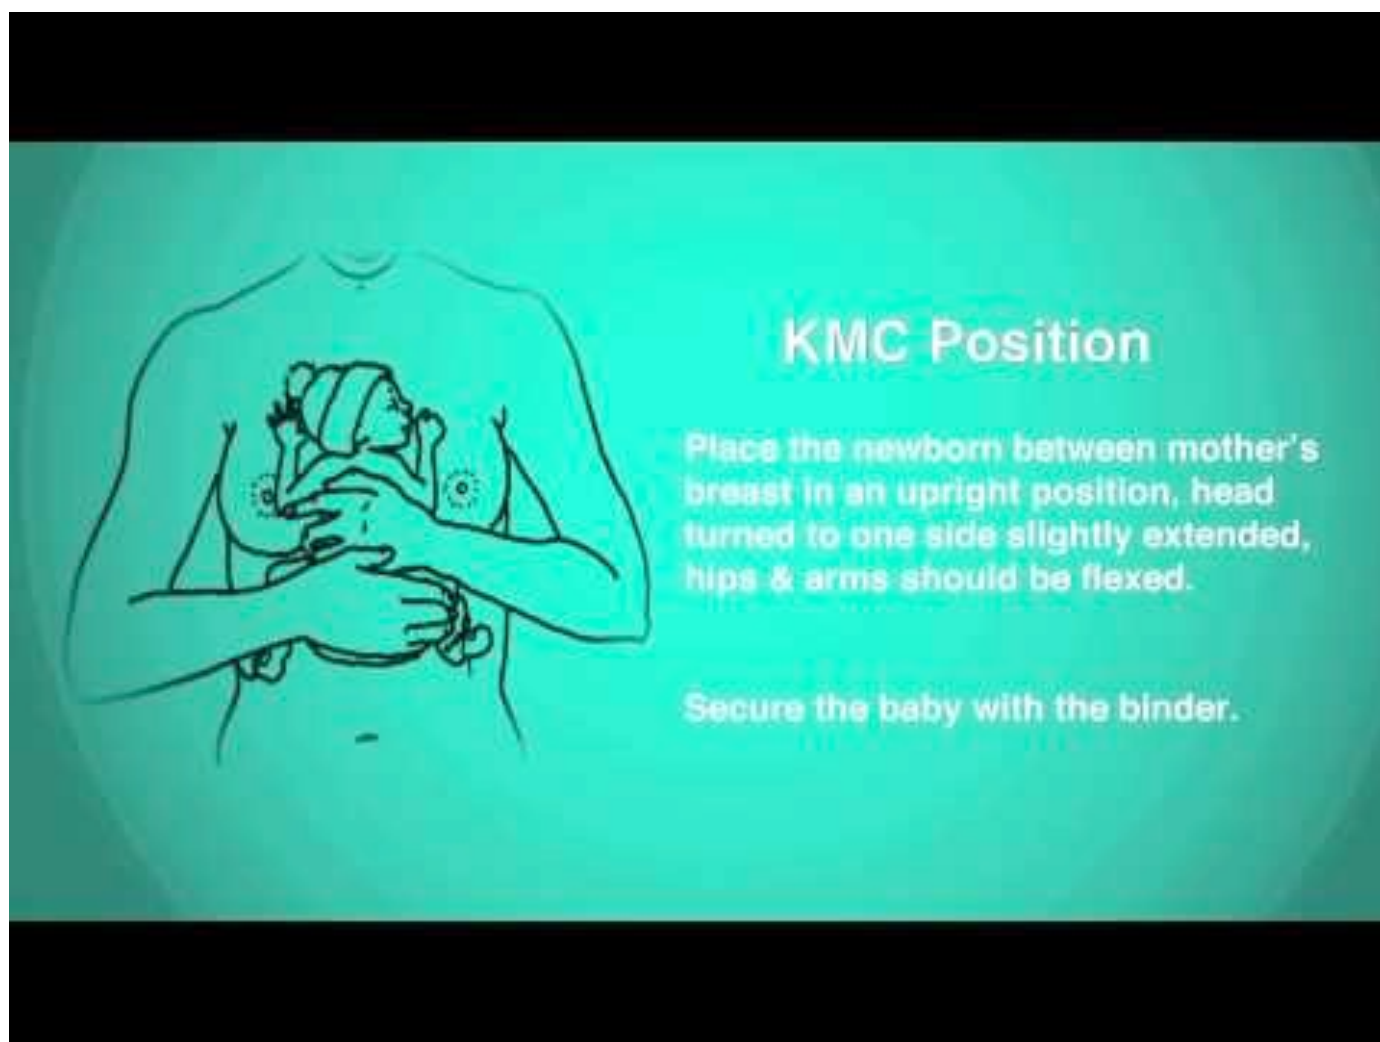 KMC Position
Place the newborn between mother's
breast in an upright position, head
turned to one side slightly extended,
hips & arms should be flexed.
Secure the baby with the binder.